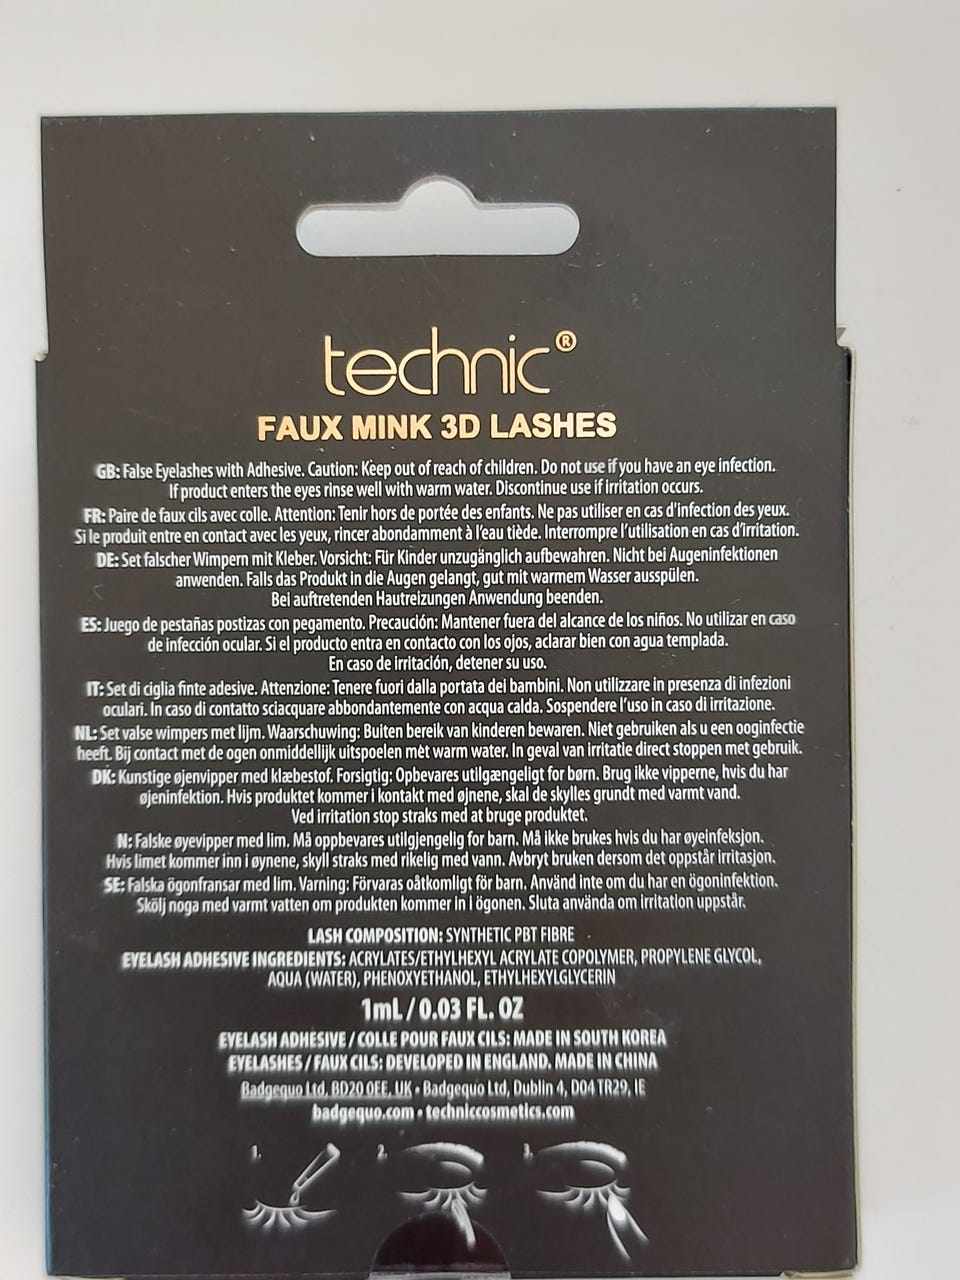 technic®
FAUX MINK 3D LASHES
GB: False Eyelashes with Adhesive. Caution: Keep out of reach of children. Do not use if you have an eye infection.
If product enters the eyes rinse well with warm water. Discontinue use if irritation occurs.
FR: Paire de faux cils avec colle. Attention: Tenir hors de portée des enfants. Ne pas utiliser en cas d'infection des yeux.
Si le produit entre en contact avec les yeux, rincer abondamment à l'eau tiède. Interrompre l'utilisation en cas d'irritation.
DE: Set falscher Wimpern mit Kleber. Vorsicht: Für Kinder unzugänglich aufbewahren. Nicht bei Augeninfektionen
anwenden. Falls das Produkt in die Augen gelangt, gut mit warmem Wasser ausspülen.
Bei auftretenden Hautreizungen Anwendung beenden.
ES: Juego de pestañas postizas con pegamento. Precaución: Mantener fuera del alcance de los niños. No utilizar en caso
de infección ocular. Si el producto entra en contacto con los ojos, aclarar bien con agua templada.
En caso de irritación, detener su uso.
IT: Set di ciglia finte adesive. Attenzione: Tenere fuori dalla portata dei bambini. Non utilizzare in presenza di infezioni
oculari. In caso di contatto sciacquare abbondantemente con acqua calda. Sospendere l'uso in caso di irritazione.
NL: Set valse wimpers met lijm. Waarschuwing: Buiten bereik van kinderen bewaren. Niet gebruiken als u een ooginfectie
heeft. Bij contact met de ogen onmiddellijk uitspoelen mèt warm water. In geval van irritatie direct stoppen met gebruik.
DK: Kunstige øjenvipper med klæbestof. Forsigtig: Opbevares utilgængeligt for børn. Brug ikke vipperne, hvis du har
øjeninfektion. Hvis produktet kommer i kontakt med øjnene, skal de skylles grundt med varmt vand.
Ved irritation stop straks med at bruge produktet.
N: Falske øyevipper med lim. Må oppbevares utilgjengelig for barn. Må ikke brukes hvis du har øyeinfeksjon.
Hvis limet kommer inn i øynene, skyll straks med rikelig med vann. Avbryt bruken dersom det oppstår irritasjon.
SE: Falska ögonfransar med lim. Varning: Förvaras oåtkomligt för barn. Använd inte om du har en ögoninfektion.
Skölj noga med varmt vatten om produkten kommer in i ögonen. Sluta använda om irritation uppstår.
LASH COMPOSITION: SYNTHETIC PBT FIBRE
EYELASH ADHESIVE INGREDIENTS: ACRYLATES/ETHYLHEXYL ACRYLATE COPOLYMER, PROPYLENE GLYCOL,
AQUA (WATER), PHENOXYETHANOL, ETHYLHEXYLGLYCERIN
1mL / 0.03 FL. OZ
EYELASH ADHESIVE / COLLE POUR FAUX CILS: MADE IN SOUTH KOREA
EYELASHES / FAUX CILS: DEVELOPED IN ENGLAND. MADE IN CHINA
Badgequo Ltd, BD20 0EE, UK • Badgequo Ltd, Dublin 4, D04 TR29, IE
badgequo.com • techniccosmetics.com
1. 2. 3.